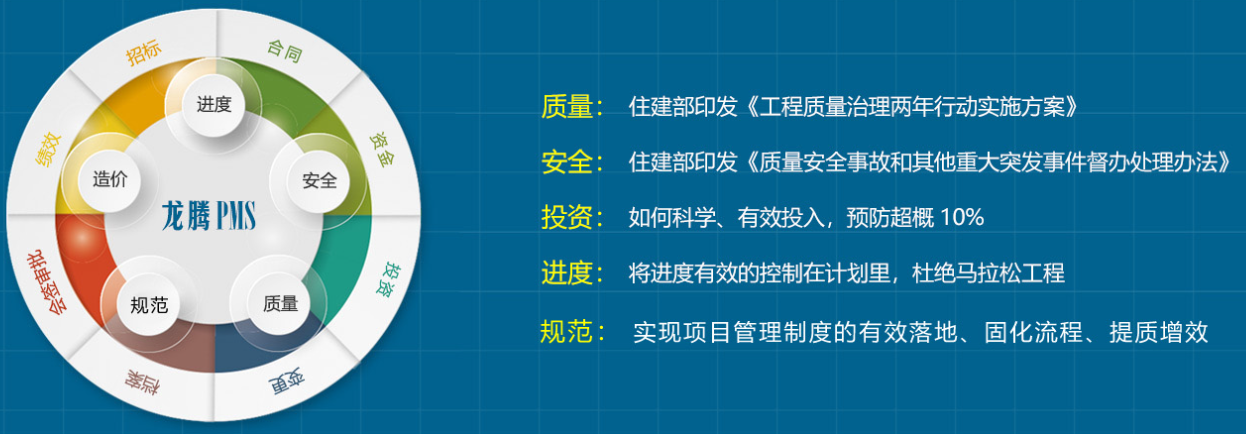 招标
合同
资金
投资
变更
档案
会签审批
绩效
进度
安全
质量
规范
造价
龙腾 PMS
质量： 住建部印发《工程质量治理两年行动实施方案》
安全： 住建部印发《质量安全事故和其他重大突发事件督办处理办法》
投资： 如何科学、有效投入，预防超概 10%
进度： 将进度有效的控制在计划里，杜绝马拉松工程
规范： 实现项目管理制度的有效落地、固化流程、提质增效